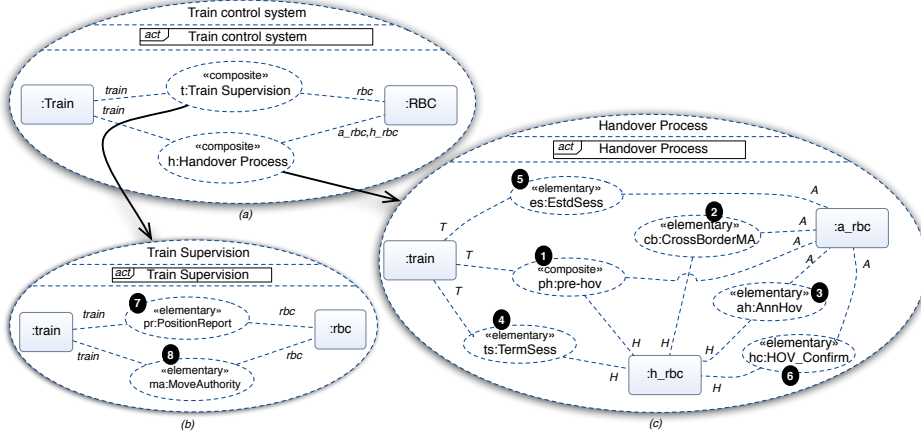 Train control system
act Train control system
«composite»
t:Train Supervision
:Train
train
train
rbc
:RBC
a_rbc,h_rbc
«composite»
h:Handover Process
(a)
Train Supervision
act Train Supervision
7
«elementary»
pr:PositionReport
:train
train
train
rbc
rbc
:rbc
8
«elementary»
ma:MoveAuthority
(b)
Handover Process
act Handover Process
5
«elementary»
es:EstdSess
A
2
«elementary»
cb:CrossBorderMA
A
:a_rbc
T
:train
T
T
1
«composite»
ph:pre-hov
A
A
A
«elementary»
ah:AnnHov
3
4
«elementary»
ts:TermSess
H
H
H
H
H
:h_rbc
«elementary»
hc:HOV_Confirm
6
(c)